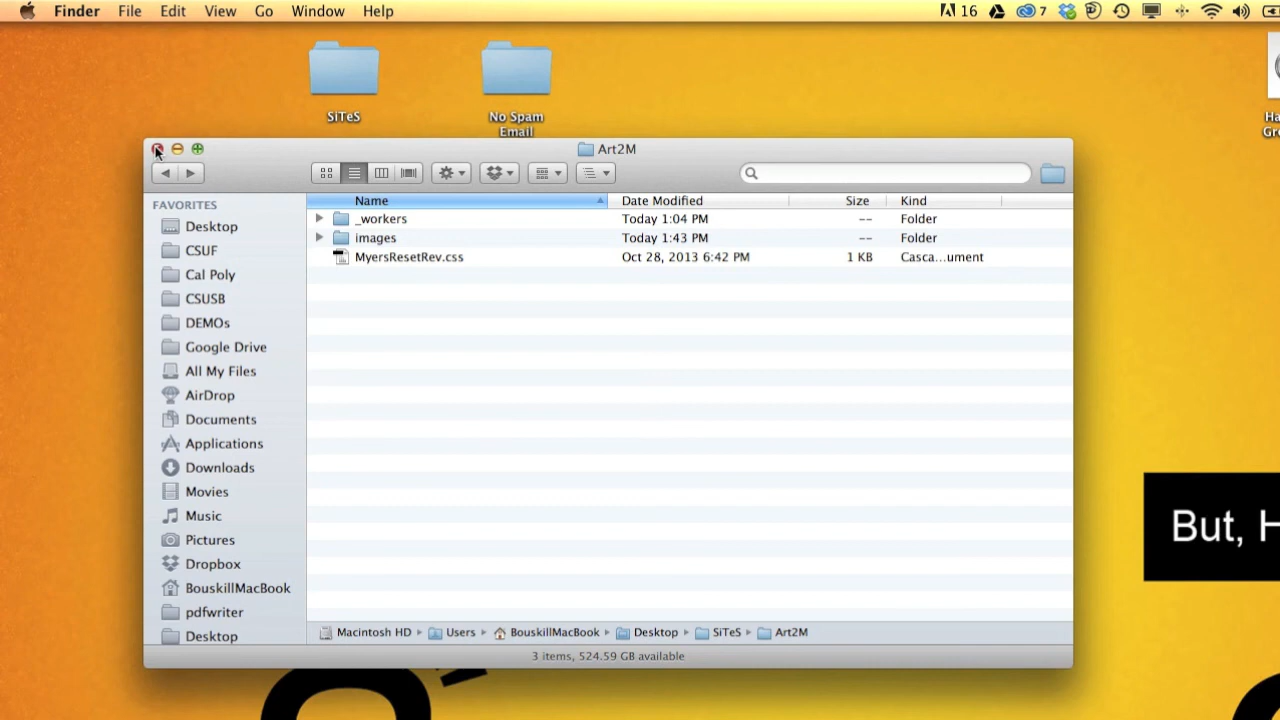 Finder File Edit View Go Window Help 16 7
SiTeS
No Spam
Email
Art2M
FAVORITES
Desktop
CSUF
Cal Poly
CSUSB
DEMOs
Google Drive
All My Files
AirDrop
Documents
Applications
Downloads
Movies
Music
Pictures
Dropbox
BouskillMacBook
pdfwriter
Desktop
Name Date Modified Size Kind
_workers Today 1:04 PM -- Folder
images Today 1:43 PM -- Folder
MyersResetRev.css Oct 28, 2013 6:42 PM 1 KB Casca...ument
Macintosh HD Users BouskillMacBook Desktop SiTeS Art2M
3 items, 524.59 GB available
But,